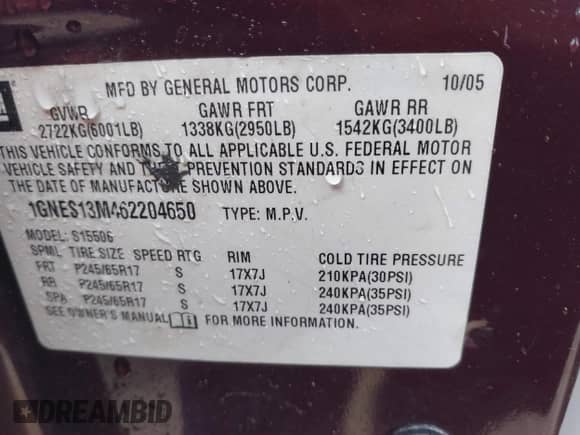 GM
MFD BY GENERAL MOTORS CORP. 10/05
GVWR GAWR FRT GAWR RR
2722KG(6001LB) 1338KG(2950LB) 1542KG(3400LB)
THIS VEHICLE CONFORMS TO ALL APPLICABLE U.S. FEDERAL MOTOR
VEHICLE SAFETY AND PREVENTION STANDARDS IN EFFECT ON
THE DATE OF MANUFACTURE SHOWN ABOVE.
1GNES13M462204650 TYPE: M.P.V.
MODEL: S15506
SPML TIRE SIZE SPEED RTG RIM COLD TIRE PRESSURE
FRT P245/65R17 S 17X7J 210KPA(30PSI)
RR P245/65R17 S 17X7J 240KPA(35PSI)
SPA P245/65R17 S 17X7J 240KPA(35PSI)
SEE OWNER'S MANUAL FOR MORE INFORMATION.
DREAMBID